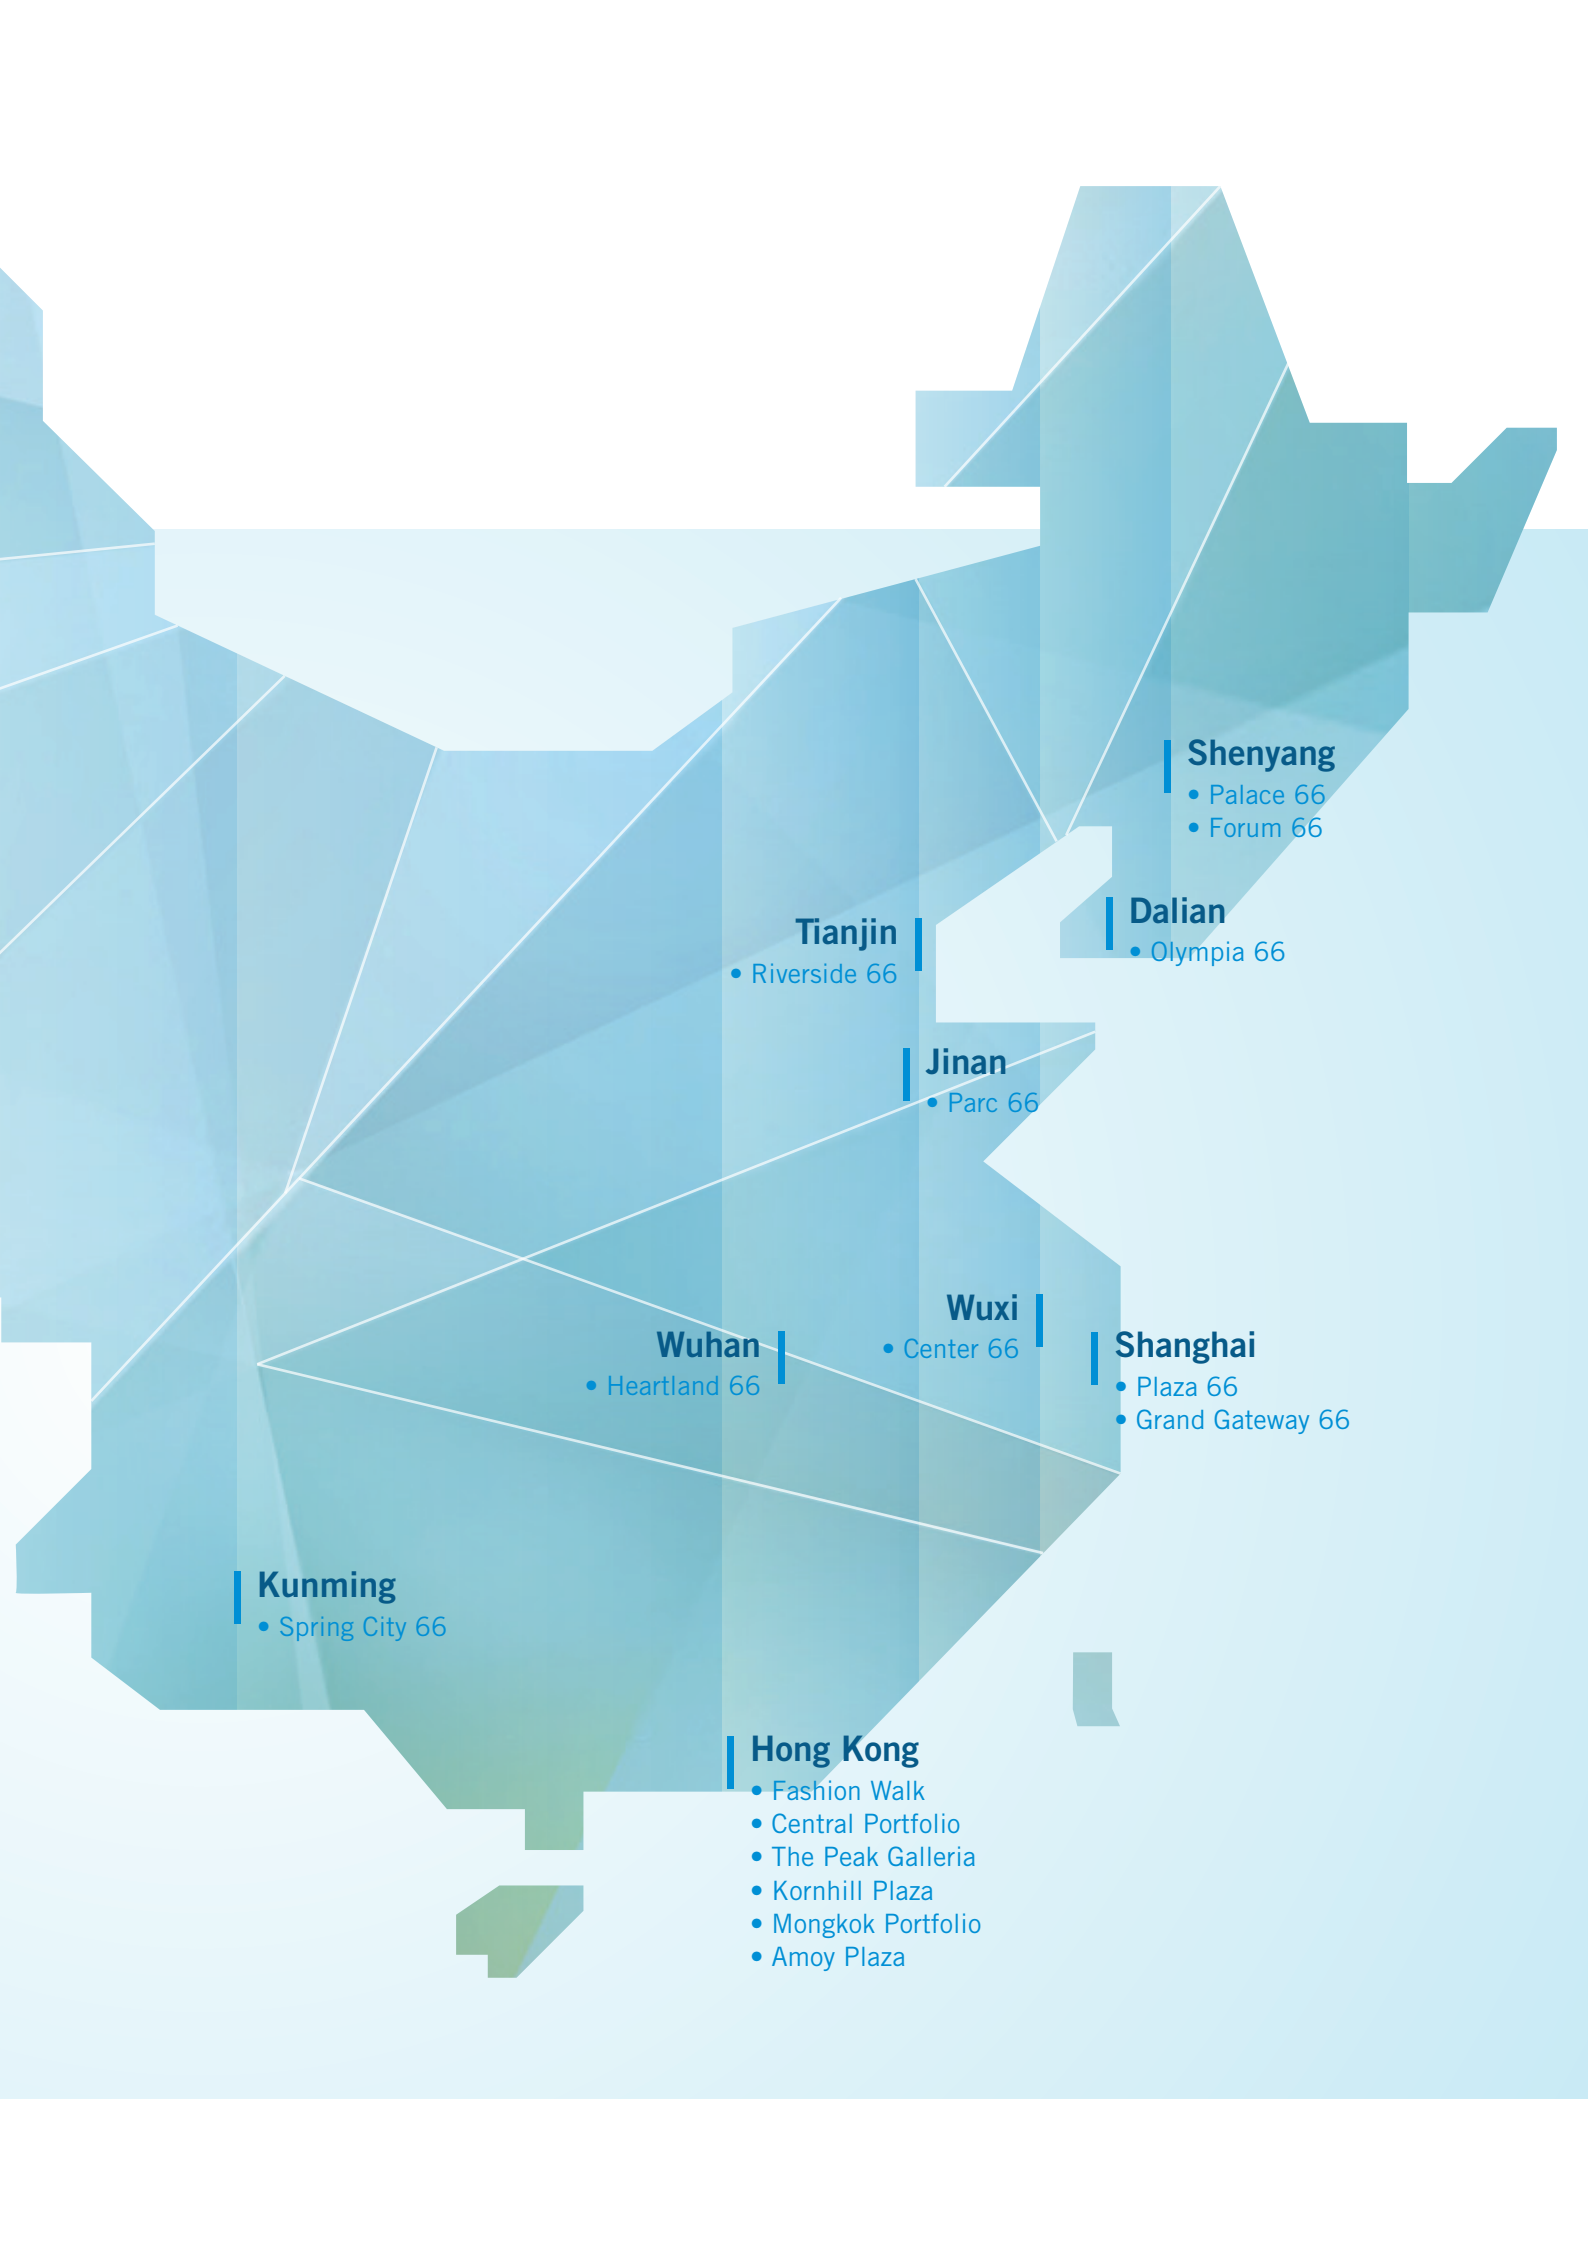 Shenyang
• Palace 66
• Forum 66
Dalian
• Olympia 66
Tianjin
• Riverside 66
Jinan
• Parc 66
Wuxi
• Center 66
Wuhan
• Heartland 66
Shanghai
• Plaza 66
• Grand Gateway 66
Kunming
• Spring City 66
Hong Kong
• Fashion Walk
• Central Portfolio
• The Peak Galleria
• Kornhill Plaza
• Mongkok Portfolio
• Amoy Plaza